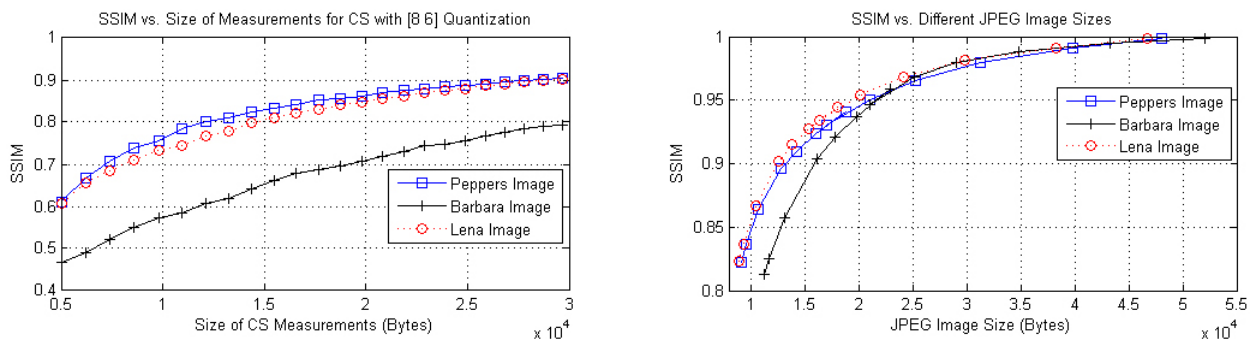 SSIM vs. Size of Measurements for CS with [8 6] Quantization
1
0.9
0.8
0.7
0.6
0.5
0.4
SSIM
Peppers Image
Barbara Image
Lena Image
0.5 1 1.5 2 2.5 3
Size of CS Measurements (Bytes)
x 10^4
SSIM vs. Different JPEG Image Sizes
1
0.95
0.9
0.85
0.8
SSIM
Peppers Image
Barbara Image
Lena Image
1 1.5 2 2.5 3 3.5 4 4.5 5 5.5
JPEG Image Size (Bytes)
x 10^4